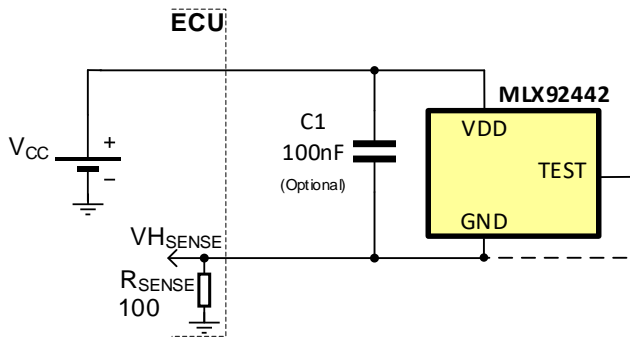 ECU
MLX92442
C1
100nF
(Optional)
VDD
TEST
GND
VCC
+
−
VHSENSE
RSENSE
100